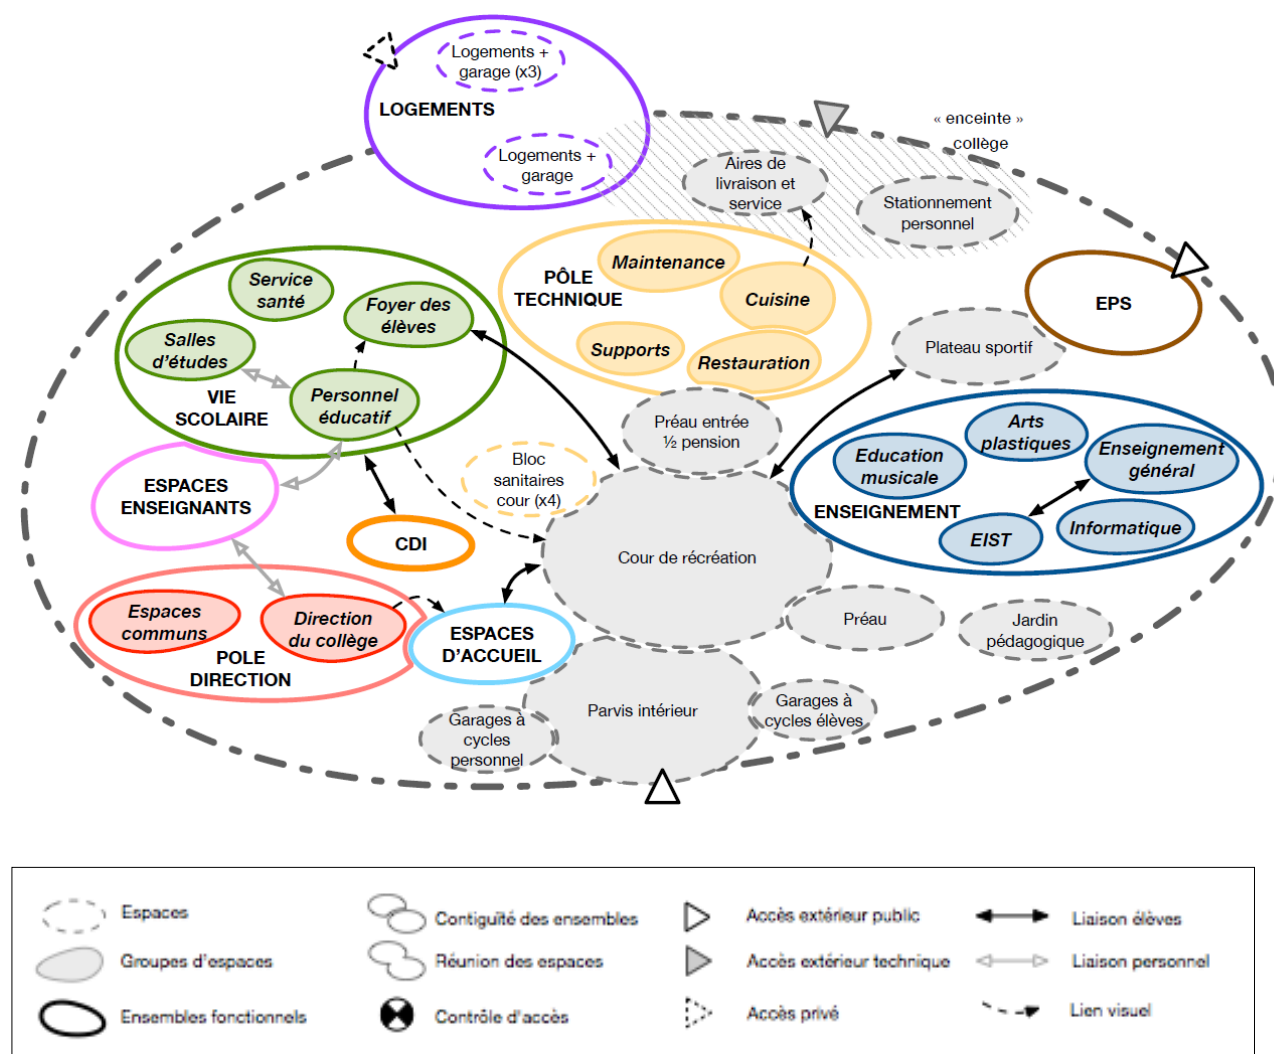 Logements +
garage (x3)
LOGEMENTS
Logements +
garage
« enceinte »
collège
Aires de
livraison et
service
Stationnement
personnel
Service
santé
Foyer des
élèves
Salles
d'études
Personnel
éducatif
VIE
SCOLAIRE
Maintenance
PÔLE
TECHNIQUE
Cuisine
Supports
Restauration
EPS
Plateau sportif
Préau entrée
½ pension
Arts
plastiques
Education
musicale
Enseignement
général
ENSEIGNEMENT
EIST
Informatique
ESPACES
ENSEIGNANTS
Bloc
sanitaires
cour (x4)
CDI
Cour de récréation
Espaces
communs
Direction
du collège
POLE
DIRECTION
ESPACES
D'ACCUEIL
Préau
Jardin
pédagogique
Parvis intérieur
Garages à
cycles élèves
Garages à
cycles
personnel
Espaces
Contiguïté des ensembles
Accès extérieur public
Liaison élèves
Groupes d'espaces
Réunion des espaces
Accès extérieur technique
Liaison personnel
Ensembles fonctionnels
Contrôle d'accès
Accès privé
Lien visuel